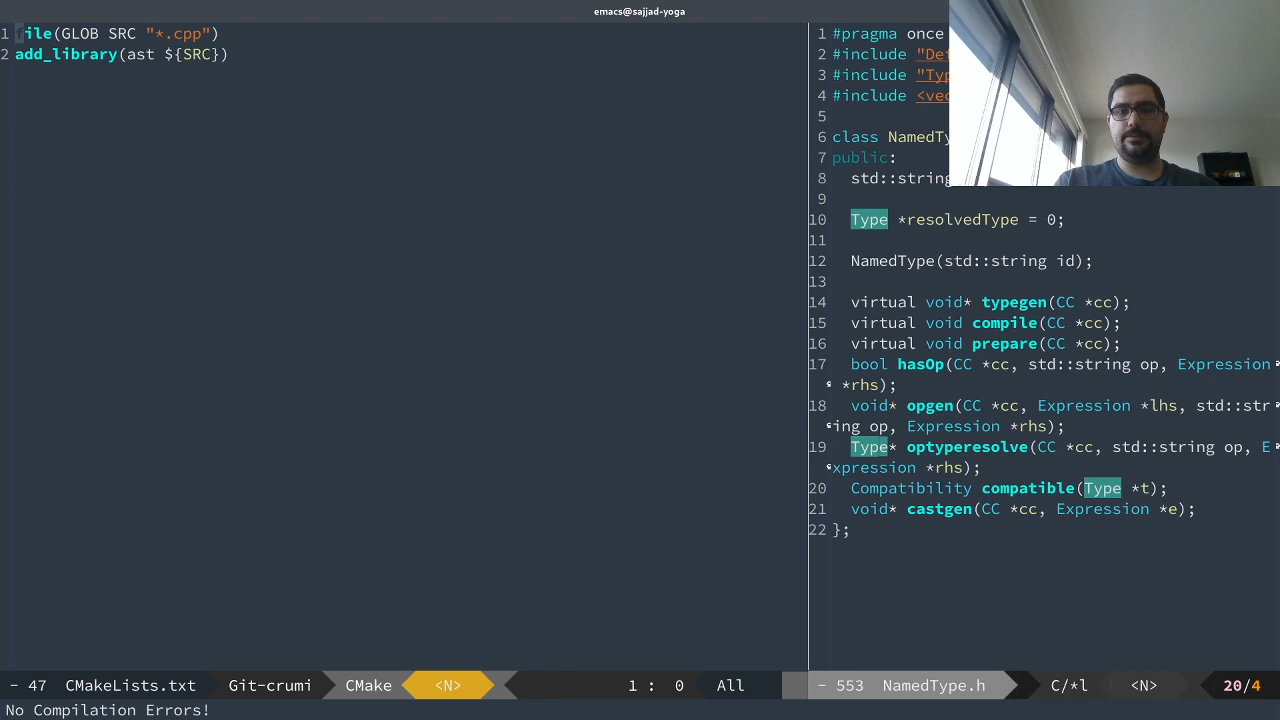 emacs@sajjad-yoga
1 file(GLOB SRC "*.cpp")
2 add_library(ast ${SRC})
1 #pragma once
2 #include "Def
3 #include "Typ
4 #include <vec
5
6 class NamedTy
7 public:
8 std::string
9
10 Type *resolvedType = 0;
11
12 NamedType(std::string id);
13
14 virtual void* typegen(CC *cc);
15 virtual void compile(CC *cc);
16 virtual void prepare(CC *cc);
17 bool hasOp(CC *cc, std::string op, Expression
*rhs);
18 void* opgen(CC *cc, Expression *lhs, std::str
ing op, Expression *rhs);
19 Type* optyperesolve(CC *cc, std::string op, E
xpression *rhs);
20 Compatibility compatible(Type *t);
21 void* castgen(CC *cc, Expression *e);
22 };
- 47 CMakeLists.txt Git-crumi CMake <N> 1 : 0 All
- 553 NamedType.h C/*l <N> 20/4
No Compilation Errors!